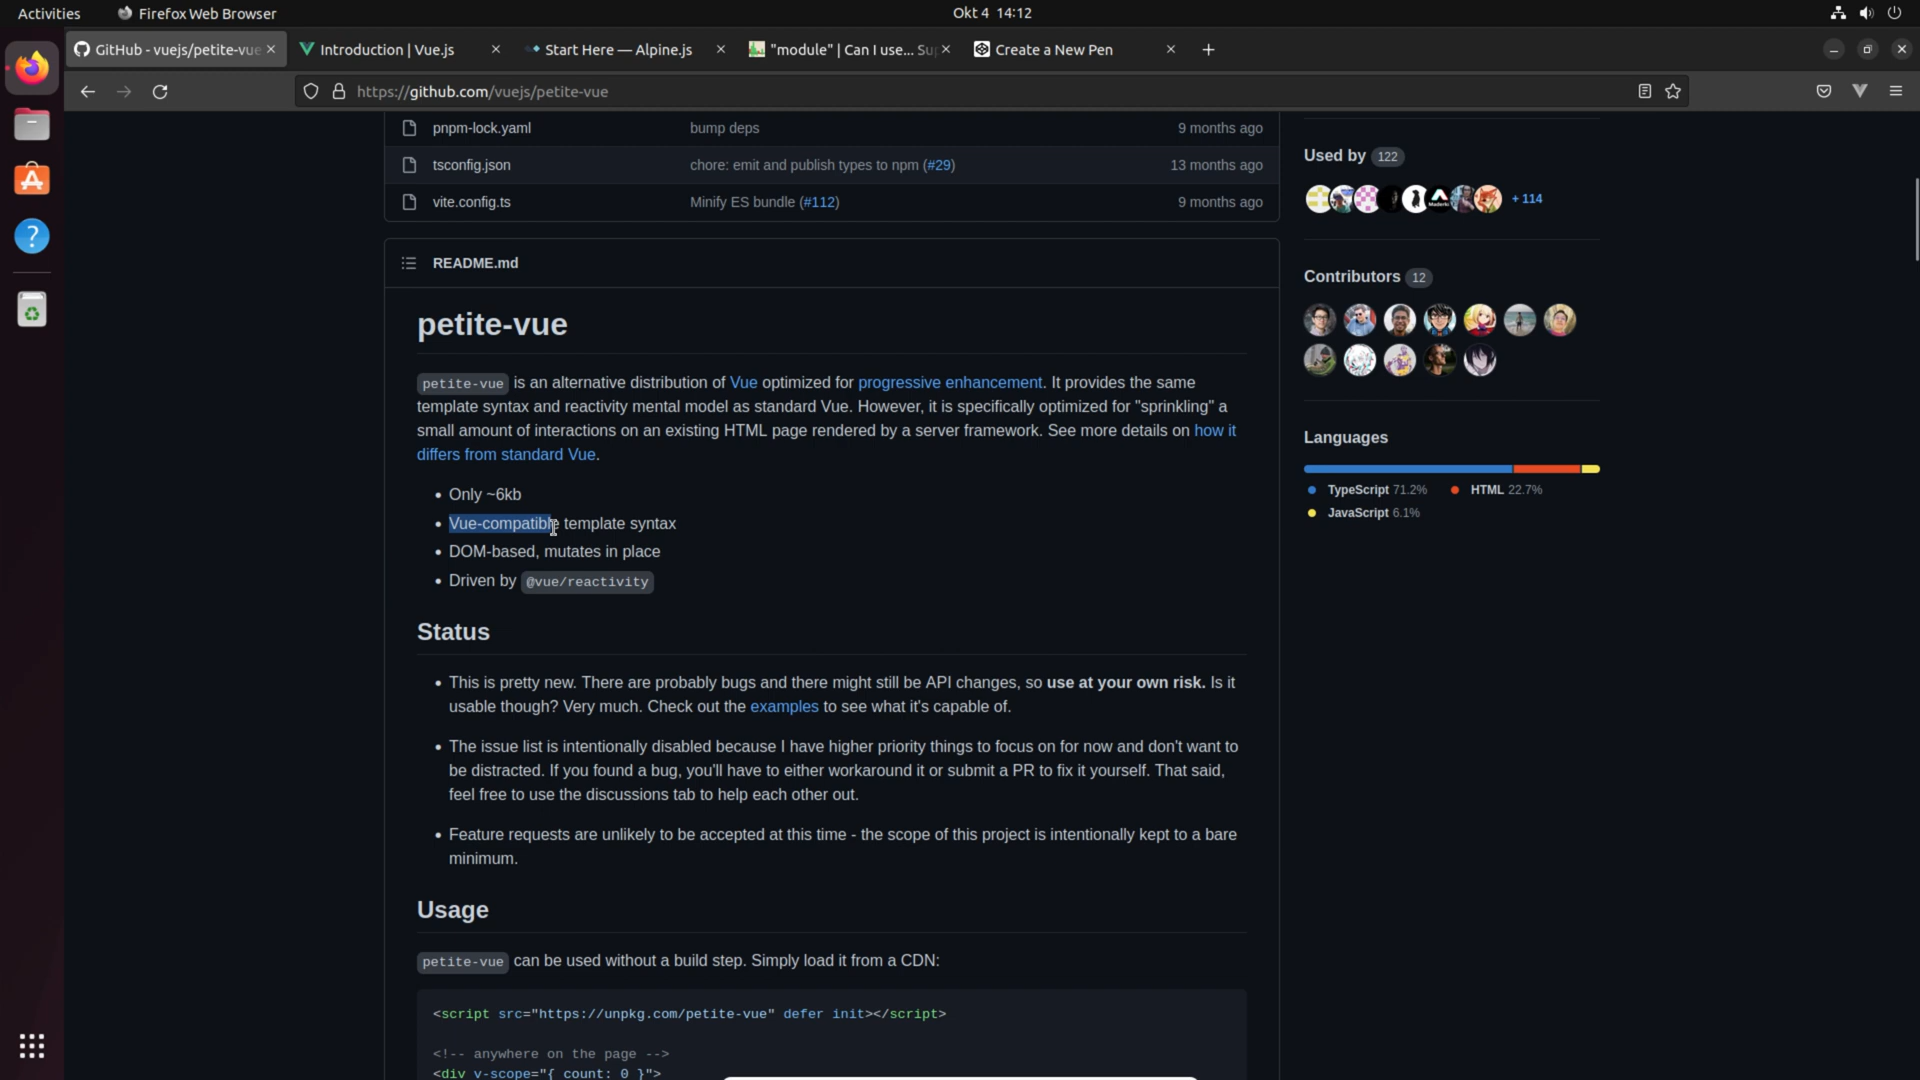 Activities
Firefox Web Browser
Okt 4 14:12
GitHub - vuejs/petite-vue
Introduction | Vue.js
Start Here — Alpine.js
"module" | Can I use... Sup
Create a New Pen
https://github.com/vuejs/petite-vue
pnpm-lock.yaml bump deps 9 months ago
tsconfig.json chore: emit and publish types to npm (#29) 13 months ago
vite.config.ts Minify ES bundle (#112) 9 months ago
README.md
petite-vue
petite-vue is an alternative distribution of Vue optimized for progressive enhancement. It provides the same
template syntax and reactivity mental model as standard Vue. However, it is specifically optimized for "sprinkling" a
small amount of interactions on an existing HTML page rendered by a server framework. See more details on how it
differs from standard Vue.
• Only ~6kb
• Vue-compatible template syntax
• DOM-based, mutates in place
• Driven by @vue/reactivity
Status
• This is pretty new. There are probably bugs and there might still be API changes, so use at your own risk. Is it
usable though? Very much. Check out the examples to see what it's capable of.
• The issue list is intentionally disabled because I have higher priority things to focus on for now and don't want to
be distracted. If you found a bug, you'll have to either workaround it or submit a PR to fix it yourself. That said,
feel free to use the discussions tab to help each other out.
• Feature requests are unlikely to be accepted at this time - the scope of this project is intentionally kept to a bare
minimum.
Usage
petite-vue can be used without a build step. Simply load it from a CDN:
<script src="https://unpkg.com/petite-vue" defer init></script>
<!-- anywhere on the page -->
<div v-scope="{ count: 0 }">
Used by 122
+ 114
Contributors 12
Languages
TypeScript 71.2% HTML 22.7%
JavaScript 6.1%